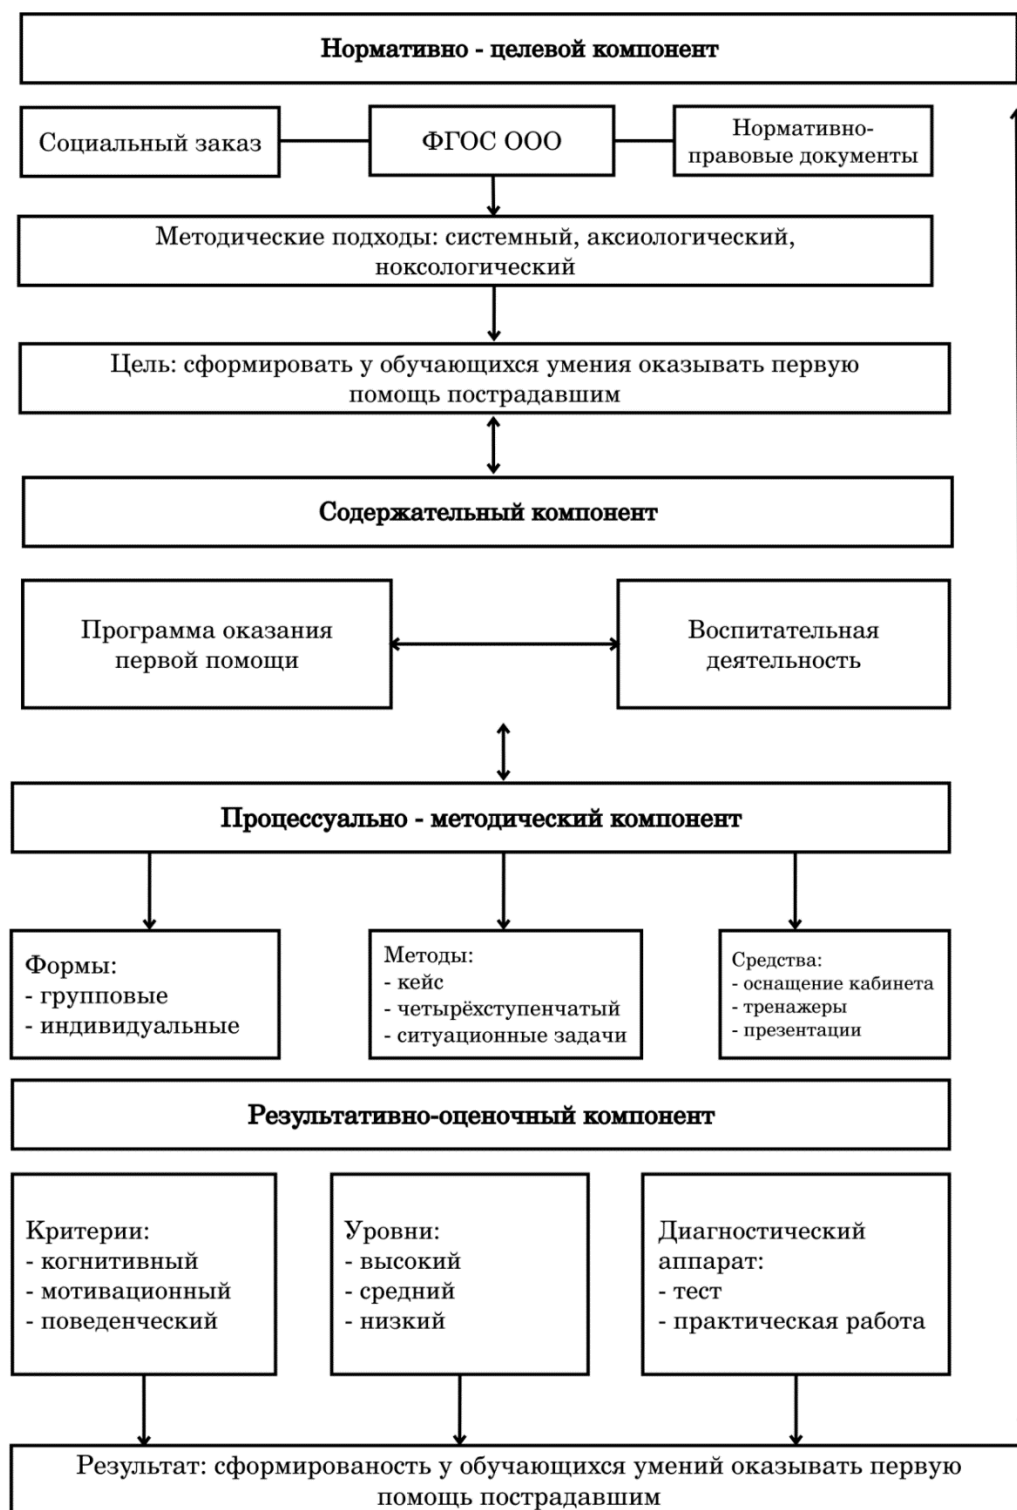 Нормативно - целевой компонент
Социальный заказ
ФГОС ООО
Нормативно-
правовые документы
Методические подходы: системный, аксиологический,
ноксологический
Цель: сформировать у обучающихся умения оказывать первую
помощь пострадавшим
Содержательный компонент
Программа оказания
первой помощи
Воспитательная
деятельность
Процессуально - методический компонент
Формы:
- групповые
- индивидуальные
Методы:
- кейс
- четырёхступенчатый
- ситуационные задачи
Средства:
- оснащение кабинета
- тренажеры
- презентации
Результативно-оценочный компонент
Критерии:
- когнитивный
- мотивационный
- поведенческий
Уровни:
- высокий
- средний
- низкий
Диагностический
аппарат:
- тест
- практическая работа
Результат: сформированость у обучающихся умений оказывать первую
помощь пострадавшим